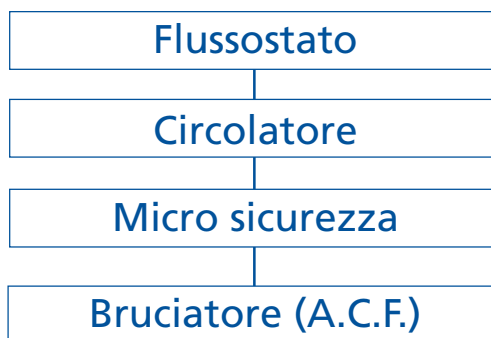 Flussostato
Circolatore
Micro sicurezza
Bruciatore (A.C.F.)